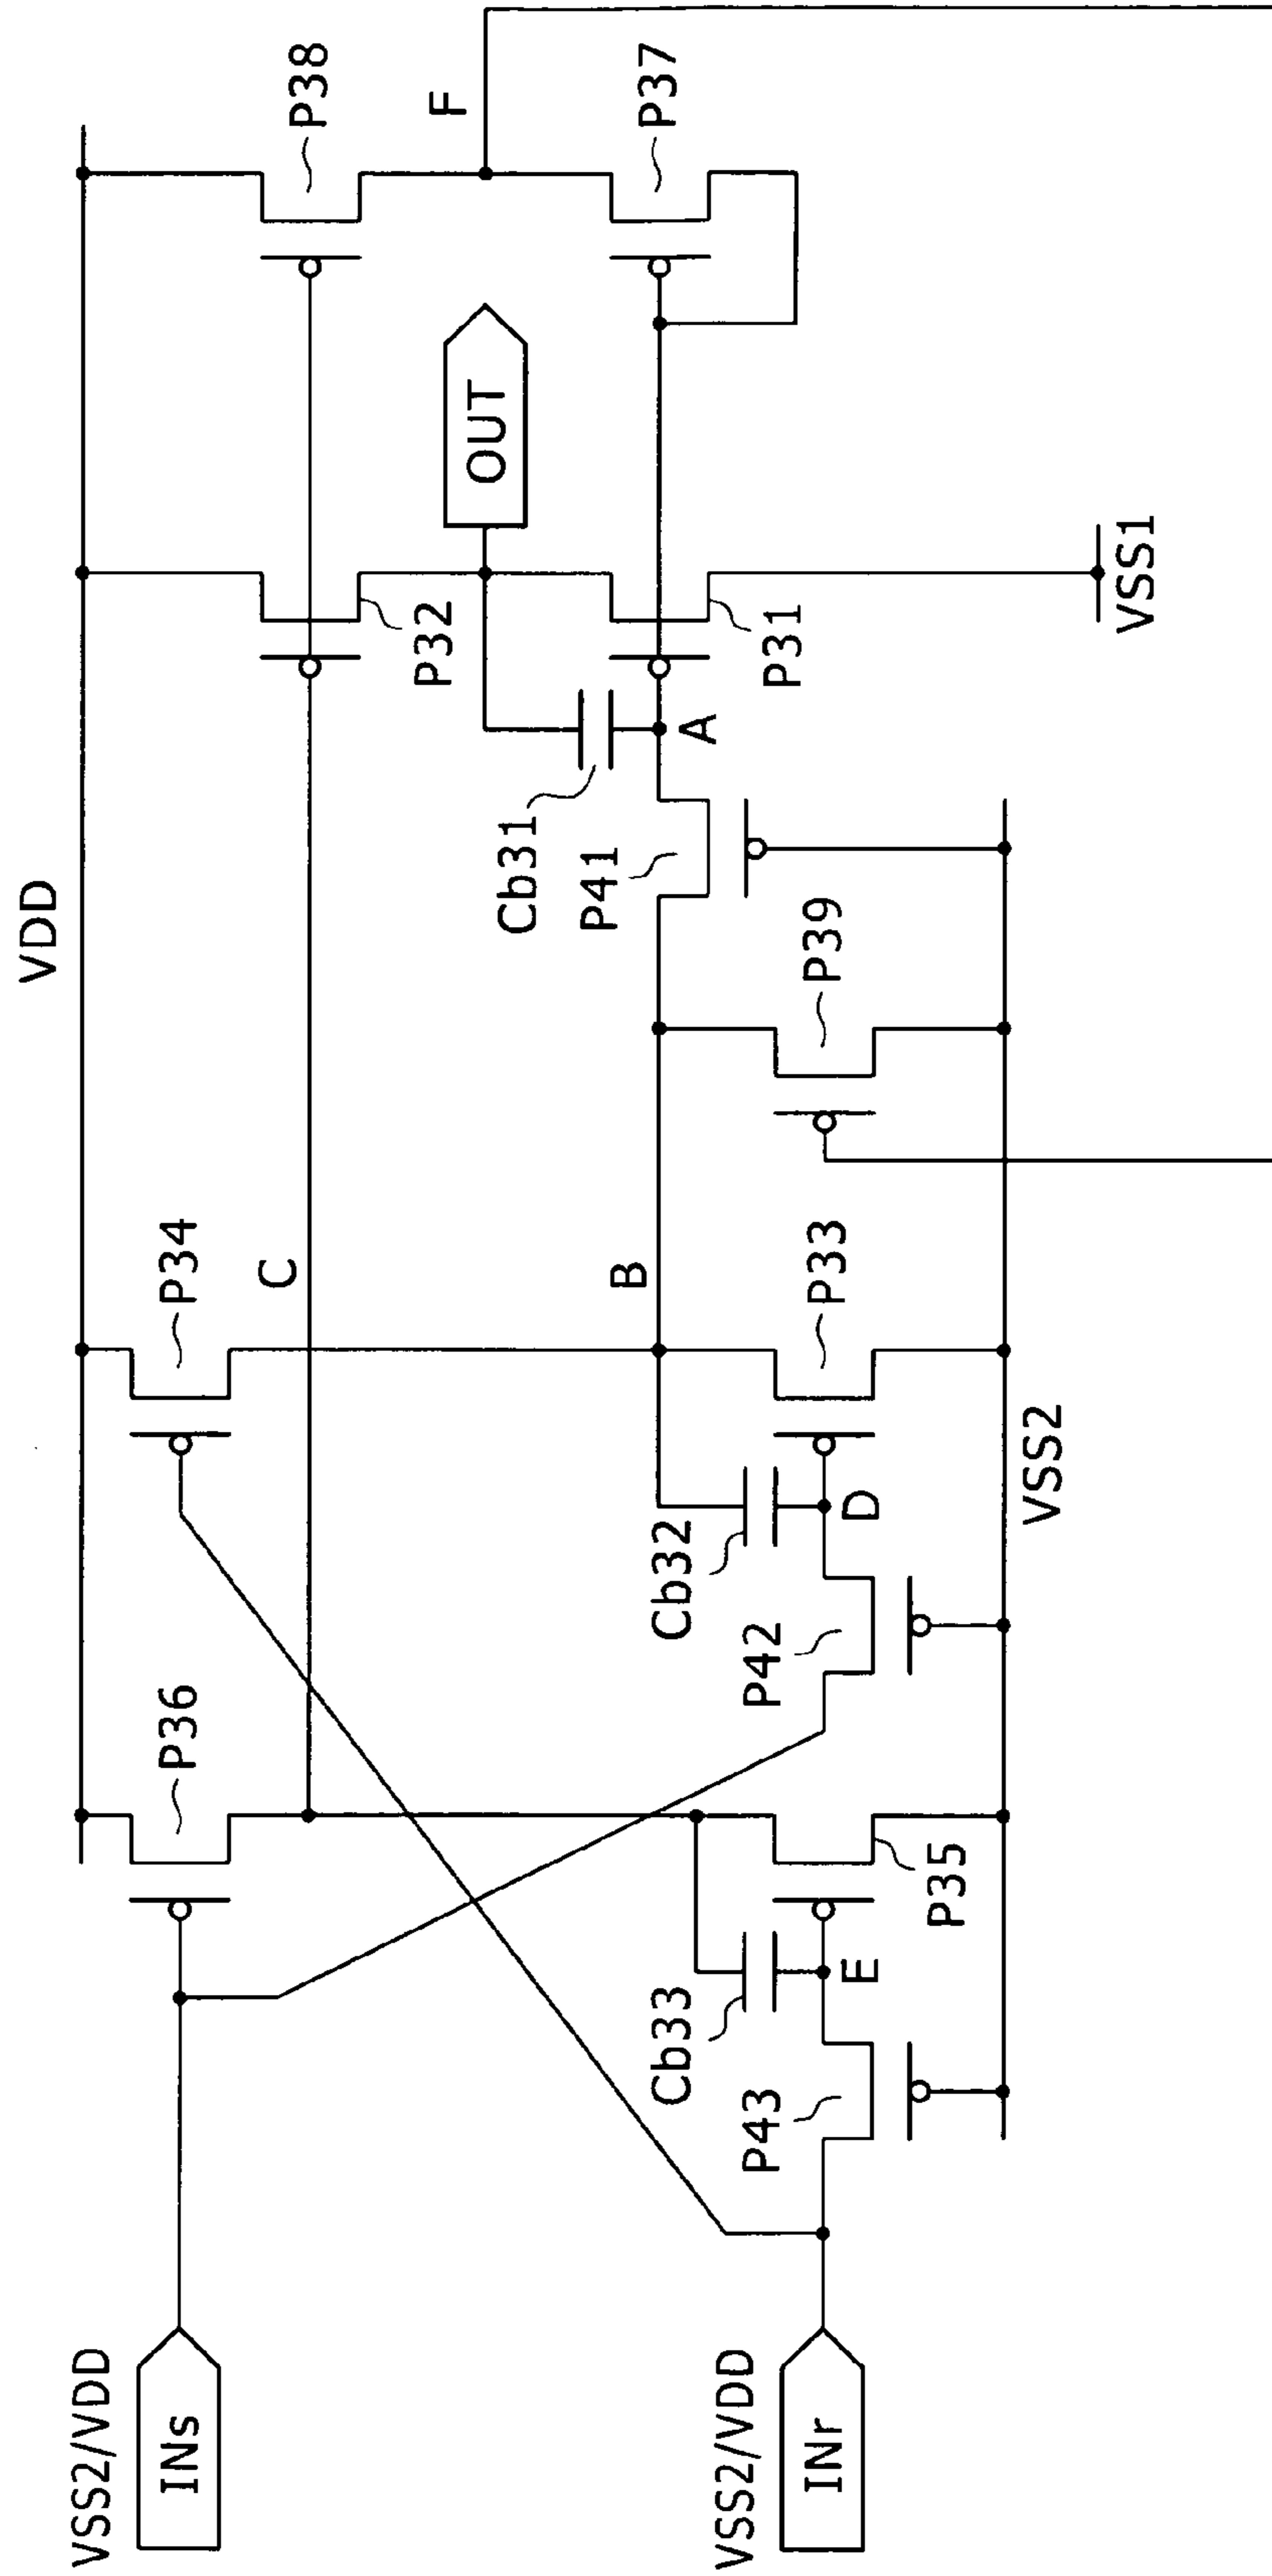 VDD
P36
P34
P38
C
F
P32
OUT
Cb31
P41
A
P31
P37
B
Cb33
P43
E
P35
Cb32
P42
D
P33
P39
VSS2
VSS1
VSS2/VDD
INs
VSS2/VDD
INr